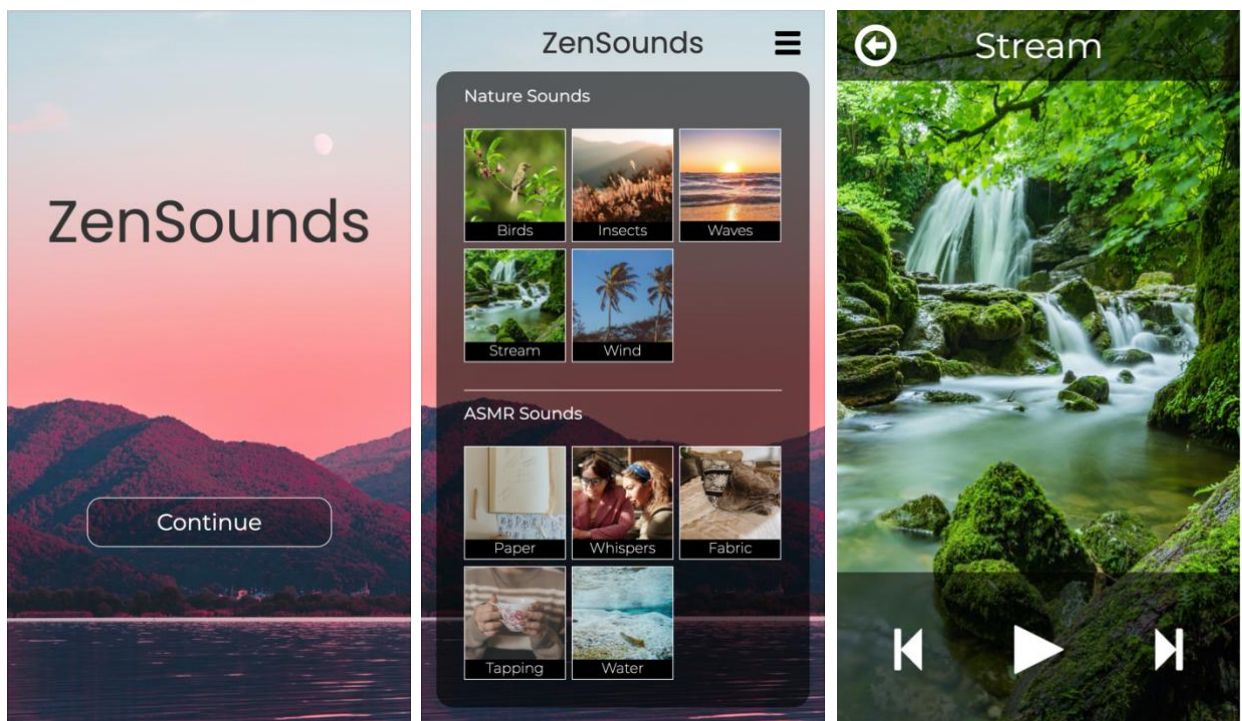 ZenSounds
Continue
ZenSounds
Nature Sounds
Birds
Insects
Waves
Stream
Wind
ASMR Sounds
Paper
Whispers
Fabric
Tapping
Water
Stream